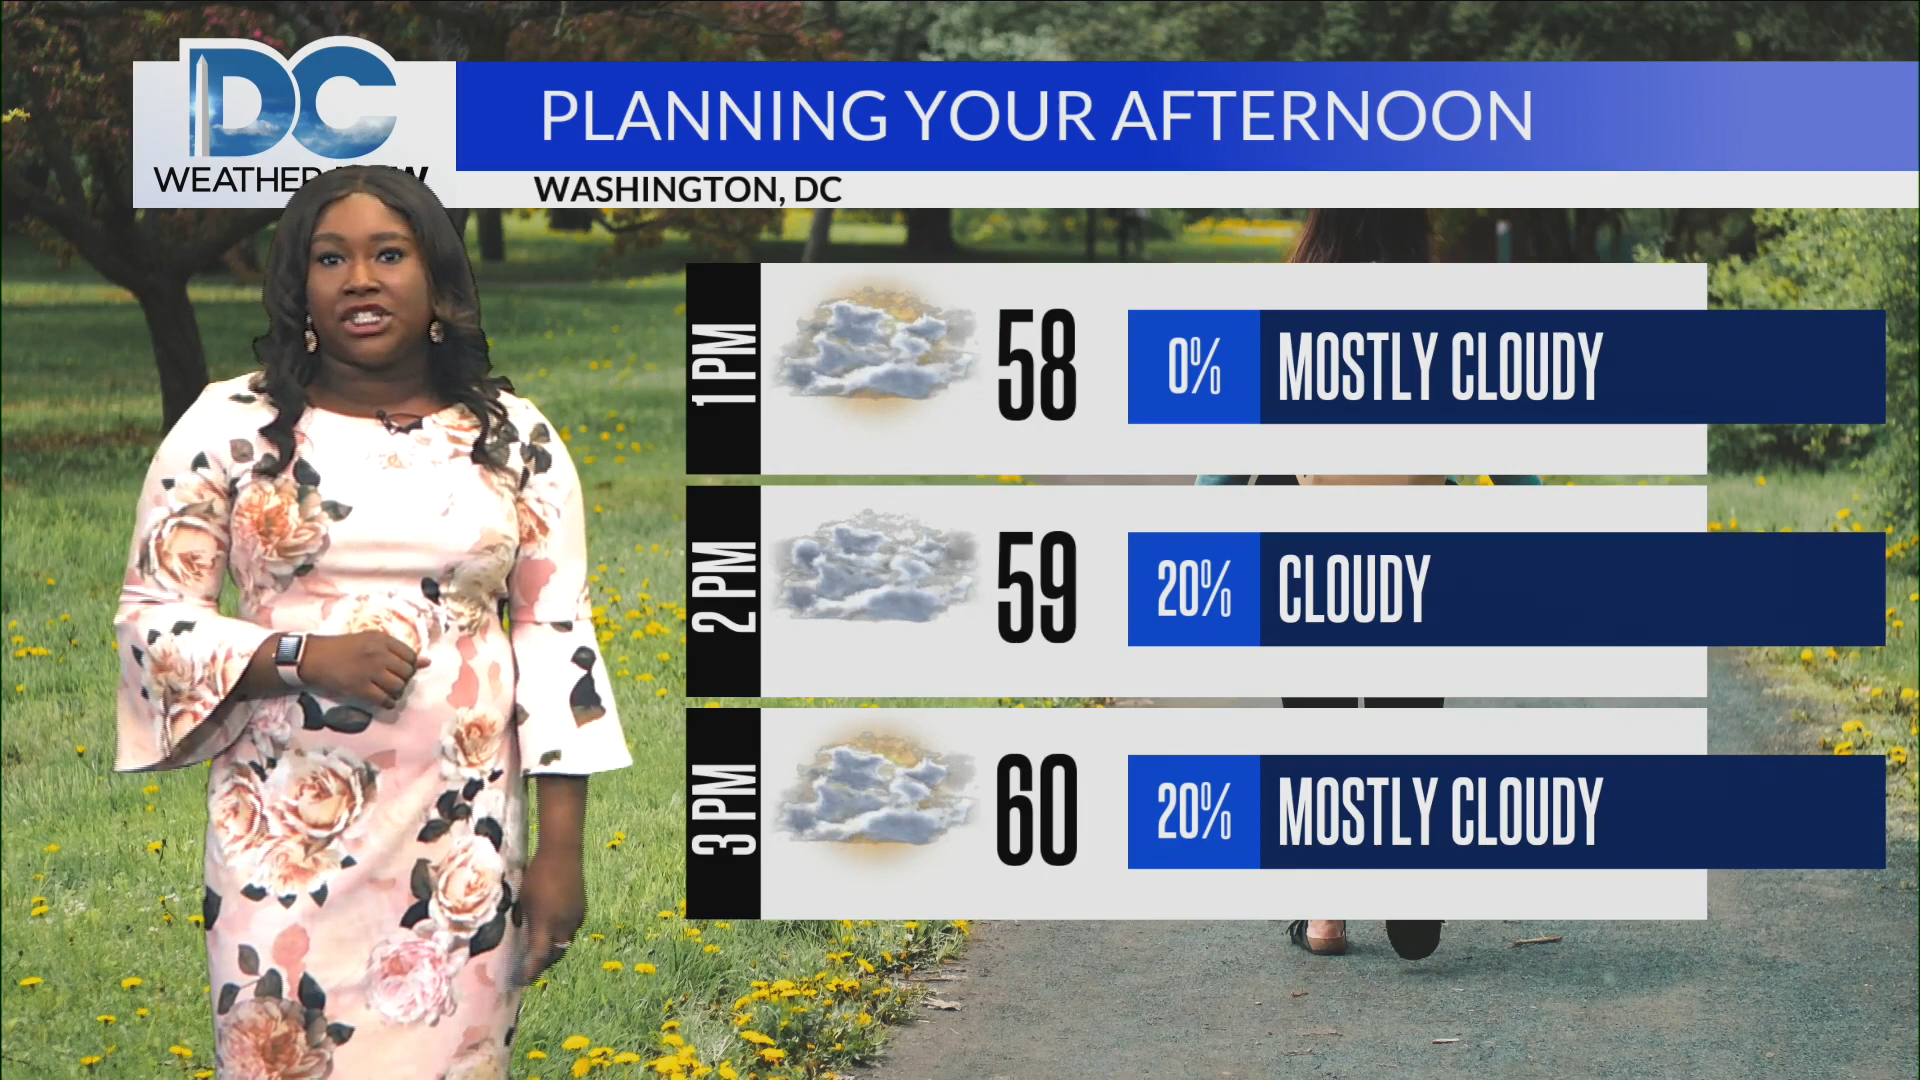 DC
WEATHER
PLANNING YOUR AFTERNOON
WASHINGTON, DC
1 PM 58 0% MOSTLY CLOUDY
2 PM 59 20% CLOUDY
3 PM 60 20% MOSTLY CLOUDY